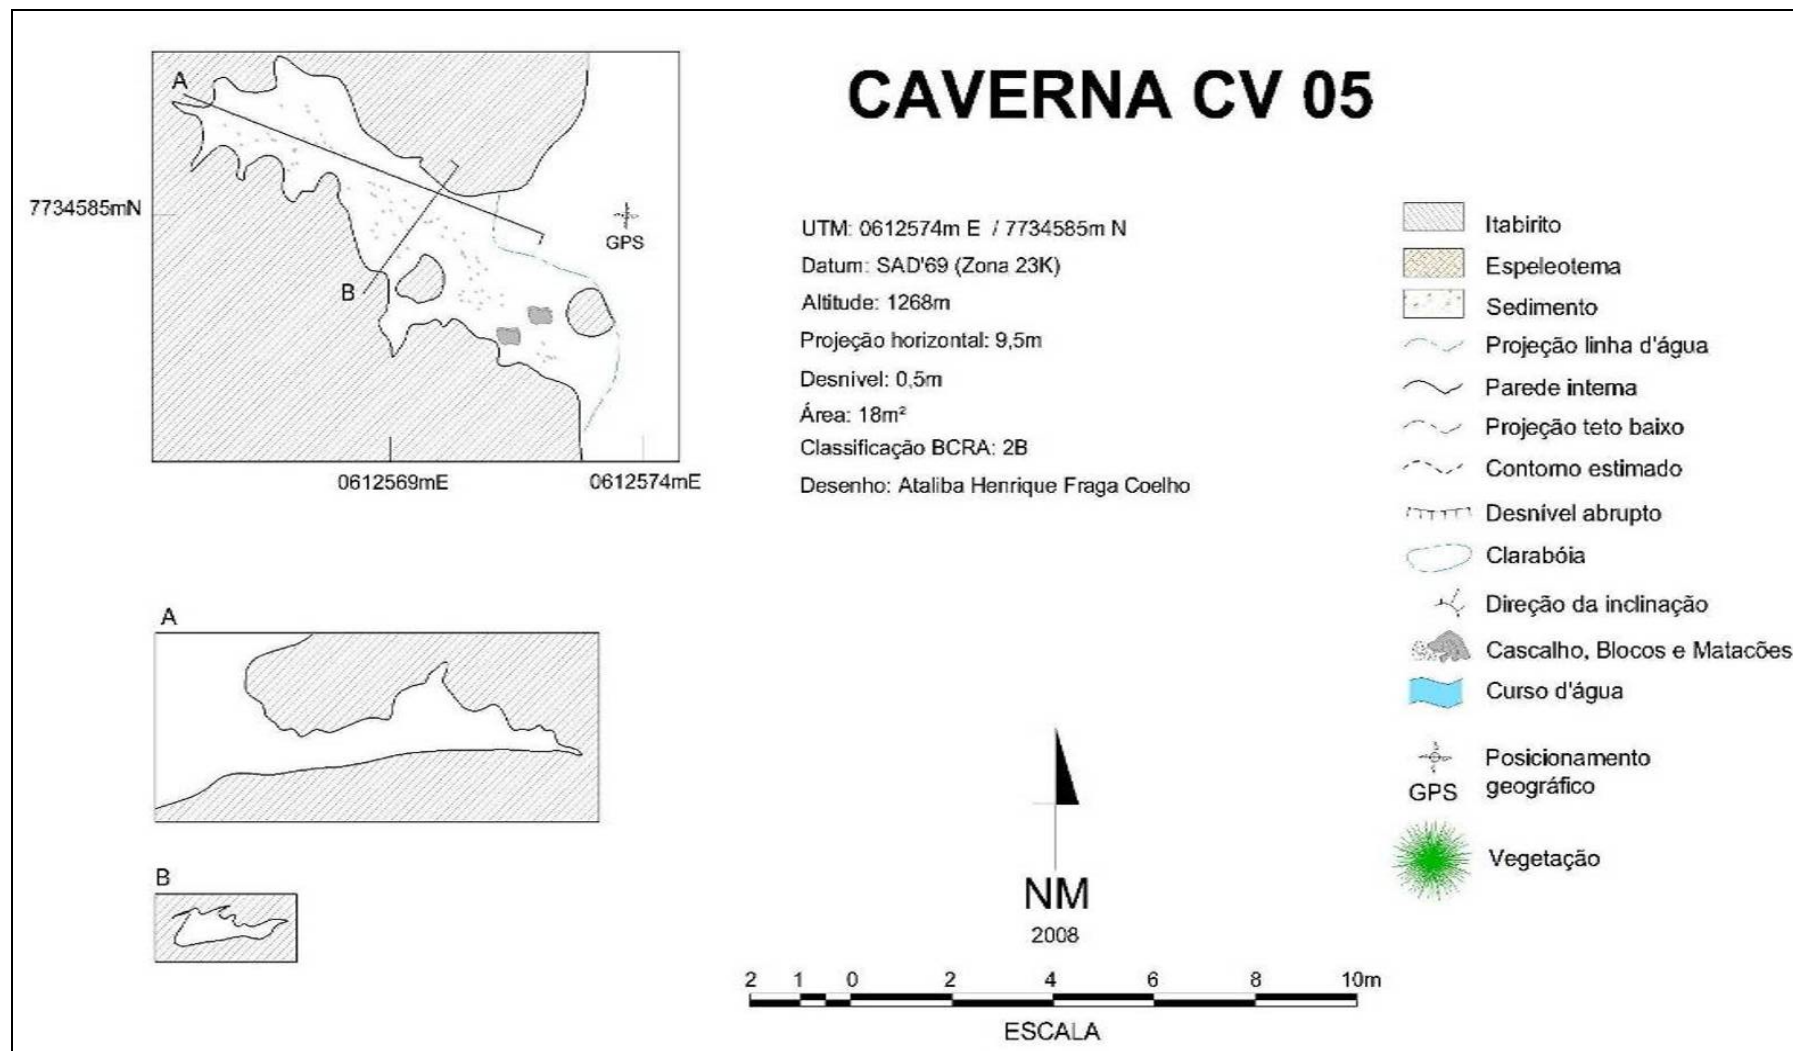 CAVERNA CV 05
A
7734585mN
GPS
B
0612569mE
0612574mE
UTM: 0612574m E / 7734585m N
Datum: SAD'69 (Zona 23K)
Altitude: 1268m
Projeção horizontal: 9,5m
Desnível: 0,5m
Área: 18m²
Classificação BCRA: 2B
Desenho: Ataliba Henrique Fraga Coelho
Itabirito
Espeleotema
Sedimento
Projeção linha d'água
Parede interna
Projeção teto baixo
Contorno estimado
Desnível abrupto
Clarabóia
Direção da inclinação
Cascalho, Blocos e Matacões
Curso d'água
GPS
Posicionamento
geográfico
Vegetação
A
B
NM
2008
2 1 0 2 4 6 8 10m
ESCALA